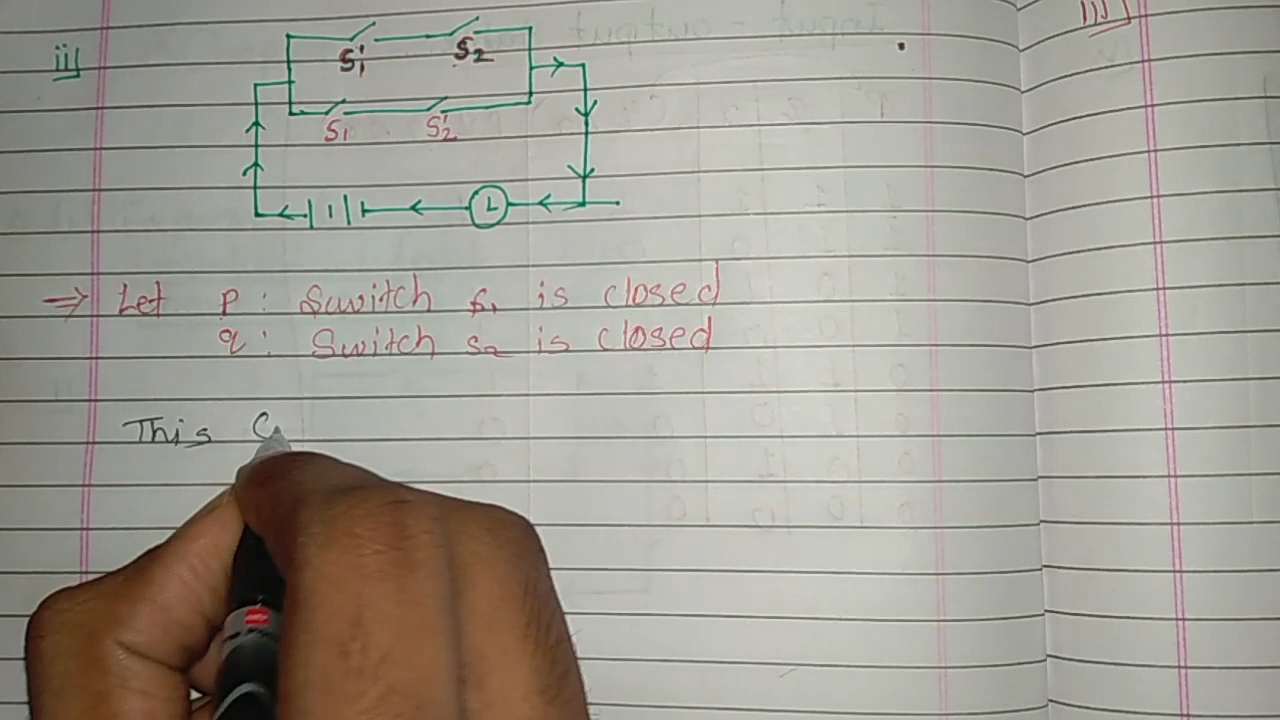 ii)
iii)
S₁' S₂
S₁ S₂'
L
⇒ Let p : Switch S₁ is closed
q : Switch S₂ is closed
This